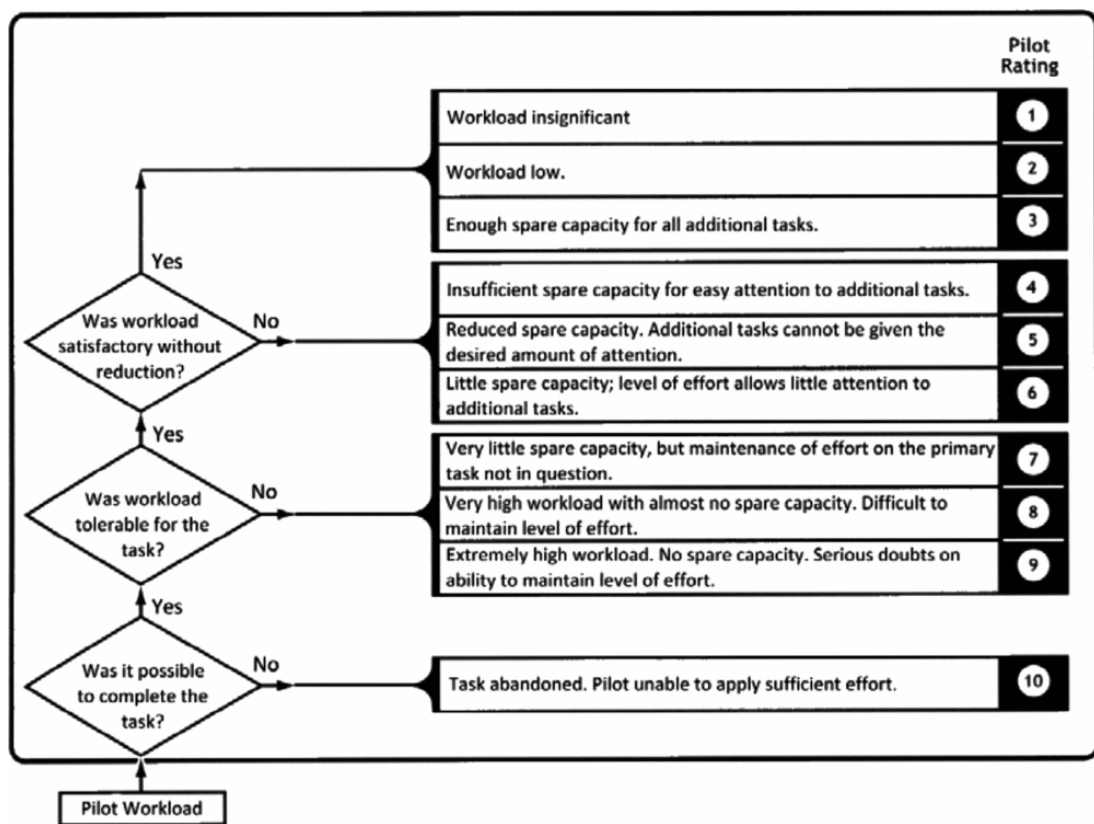 Pilot
Rating
Workload insignificant
1
Workload low.
2
Enough spare capacity for all additional tasks.
3
Yes
Was workload
satisfactory without
reduction?
No
Insufficient spare capacity for easy attention to additional tasks.
4
Reduced spare capacity. Additional tasks cannot be given the
desired amount of attention.
5
Little spare capacity; level of effort allows little attention to
additional tasks.
6
Yes
Was workload
tolerable for the
task?
No
Very little spare capacity, but maintenance of effort on the primary
task not in question.
7
Very high workload with almost no spare capacity. Difficult to
maintain level of effort.
8
Extremely high workload. No spare capacity. Serious doubts on
ability to maintain level of effort.
9
Yes
Was it possible
to complete the
task?
No
Task abandoned. Pilot unable to apply sufficient effort.
10
Pilot Workload